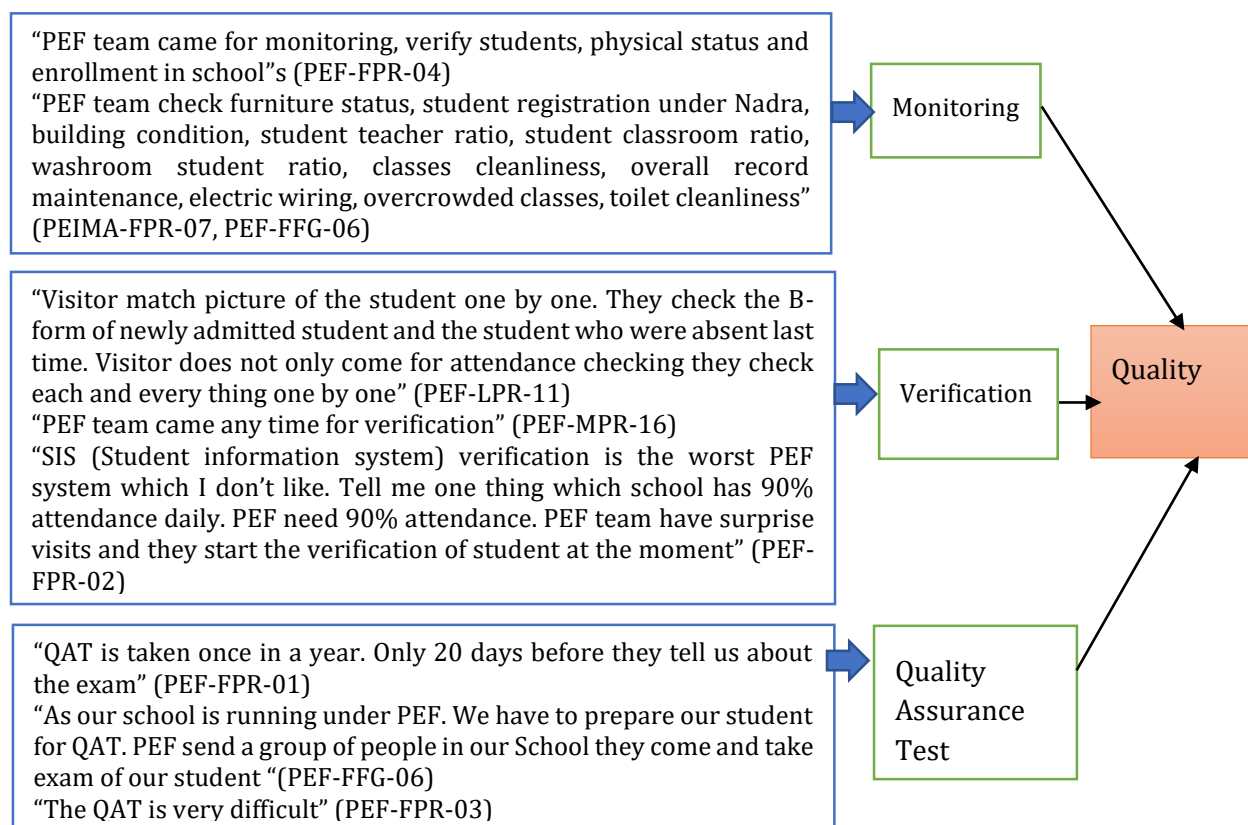 “PEF team came for monitoring, verify students, physical status and
enrollment in school”s (PEF-FPR-04)
“PEF team check furniture status, student registration under Nadra,
building condition, student teacher ratio, student classroom ratio,
washroom student ratio, classes cleanliness, overall record
maintenance, electric wiring, overcrowded classes, toilet cleanliness”
(PEIMA-FPR-07, PEF-FFG-06)
Monitoring
“Visitor match picture of the student one by one. They check the B-
form of newly admitted student and the student who were absent last
time. Visitor does not only come for attendance checking they check
each and every thing one by one” (PEF-LPR-11)
“PEF team came any time for verification” (PEF-MPR-16)
“SIS (Student information system) verification is the worst PEF
system which I don’t like. Tell me one thing which school has 90%
attendance daily. PEF need 90% attendance. PEF team have surprise
visits and they start the verification of student at the moment” (PEF-
FPR-02)
Verification
Quality
“QAT is taken once in a year. Only 20 days before they tell us about
the exam” (PEF-FPR-01)
“As our school is running under PEF. We have to prepare our student
for QAT. PEF send a group of people in our School they come and take
exam of our student “(PEF-FFG-06)
“The QAT is very difficult” (PEF-FPR-03)
Quality
Assurance
Test